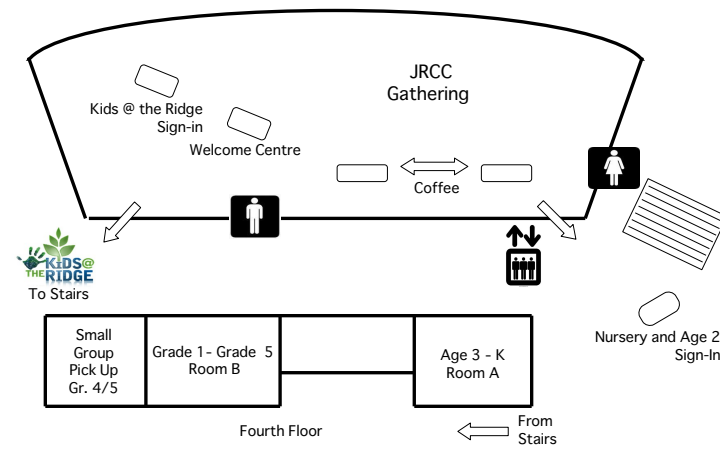 JRCC
Gathering
Kids @ the Ridge
Sign-in
Welcome Centre
Coffee
KiDS@
THE RIDGE
To Stairs
Nursery and Age 2
Sign-In
Small
Group
Pick Up
Gr. 4/5
Grade 1- Grade 5
Room B
Age 3 - K
Room A
Fourth Floor
From
Stairs